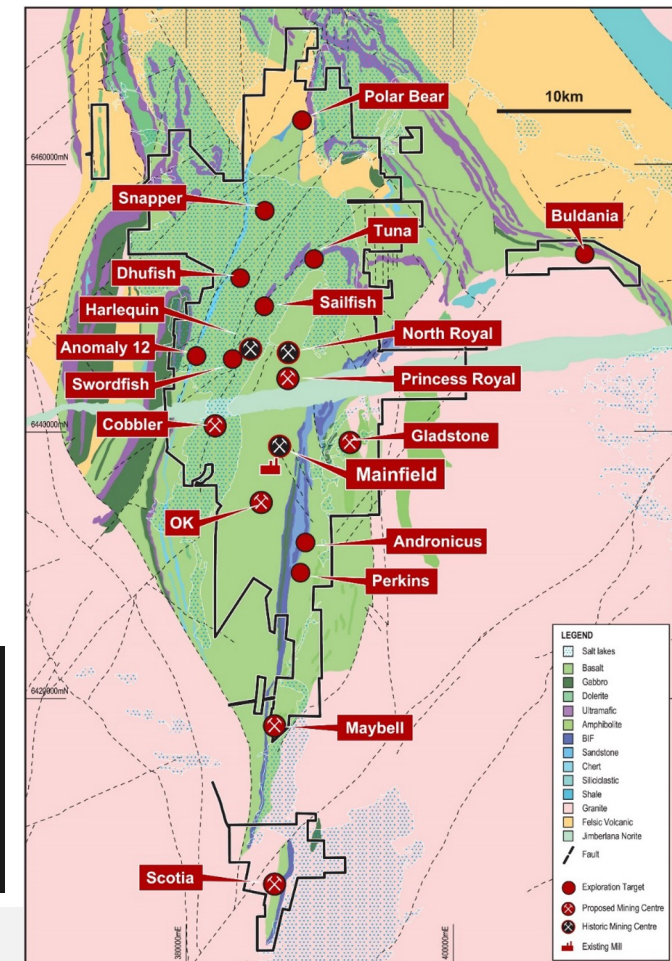 Polar Bear
10km
6460000mN
Snapper
Buldania
Tuna
Dhufish
Harlequin
Sailfish
Anomaly 12
North Royal
Swordfish
Princess Royal
Cobbler
6440000mN
Gladstone
Mainfield
OK
Andronicus
Perkins
6420000mN
Maybell
Scotia
380000mE
400000mE
LEGEND
Salt lakes
Basalt
Gabbro
Dolerite
Ultramafic
Amphibolite
BIF
Sandstone
Chert
Siliciclastic
Shale
Granite
Felsic Volcanic
Jimberlana Norite
Fault
Exploration Target
Proposed Mining Centre
Historic Mining Centre
Existing Mill